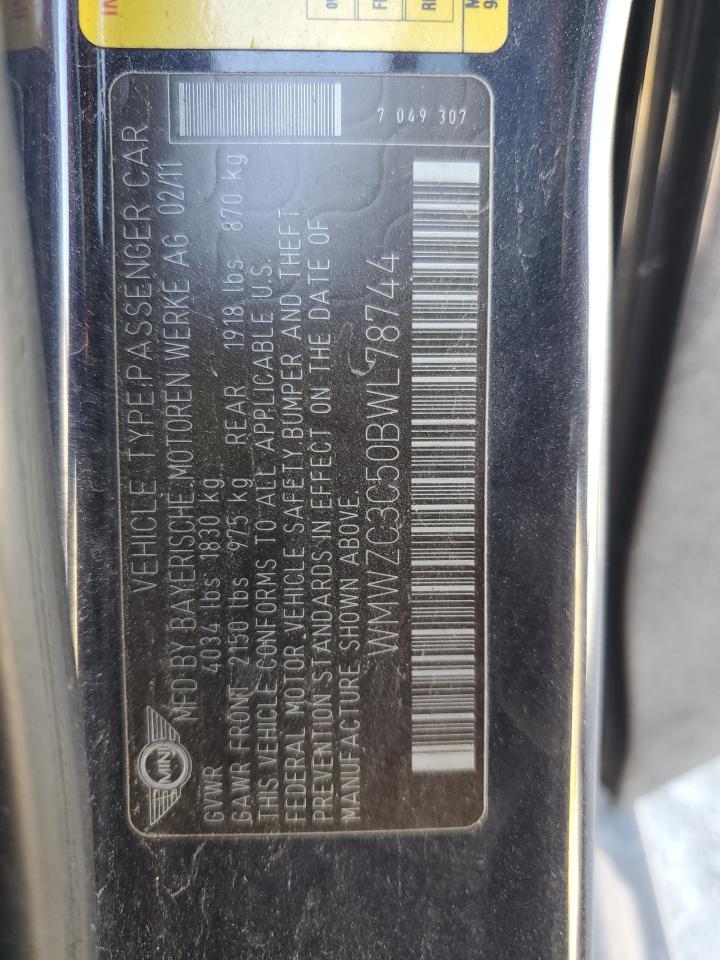 VEHICLE TYPE:PASSENGER CAR
MFD BY BAYERISCHE MOTOREN WERKE AG 02/11
GVWR 4034 lbs 1830 kg
GAWR FRONT 2150 lbs 975 kg REAR 1918 lbs 870 kg
THIS VEHICLE CONFORMS TO ALL APPLICABLE U.S.
FEDERAL MOTOR VEHICLE SAFETY BUMPER AND THEFT
PREVENTION STANDARDS IN EFFECT ON THE DATE OF
MANUFACTURE SHOWN ABOVE.
WMWZC3C50BWL78744
7 049 307
MINI